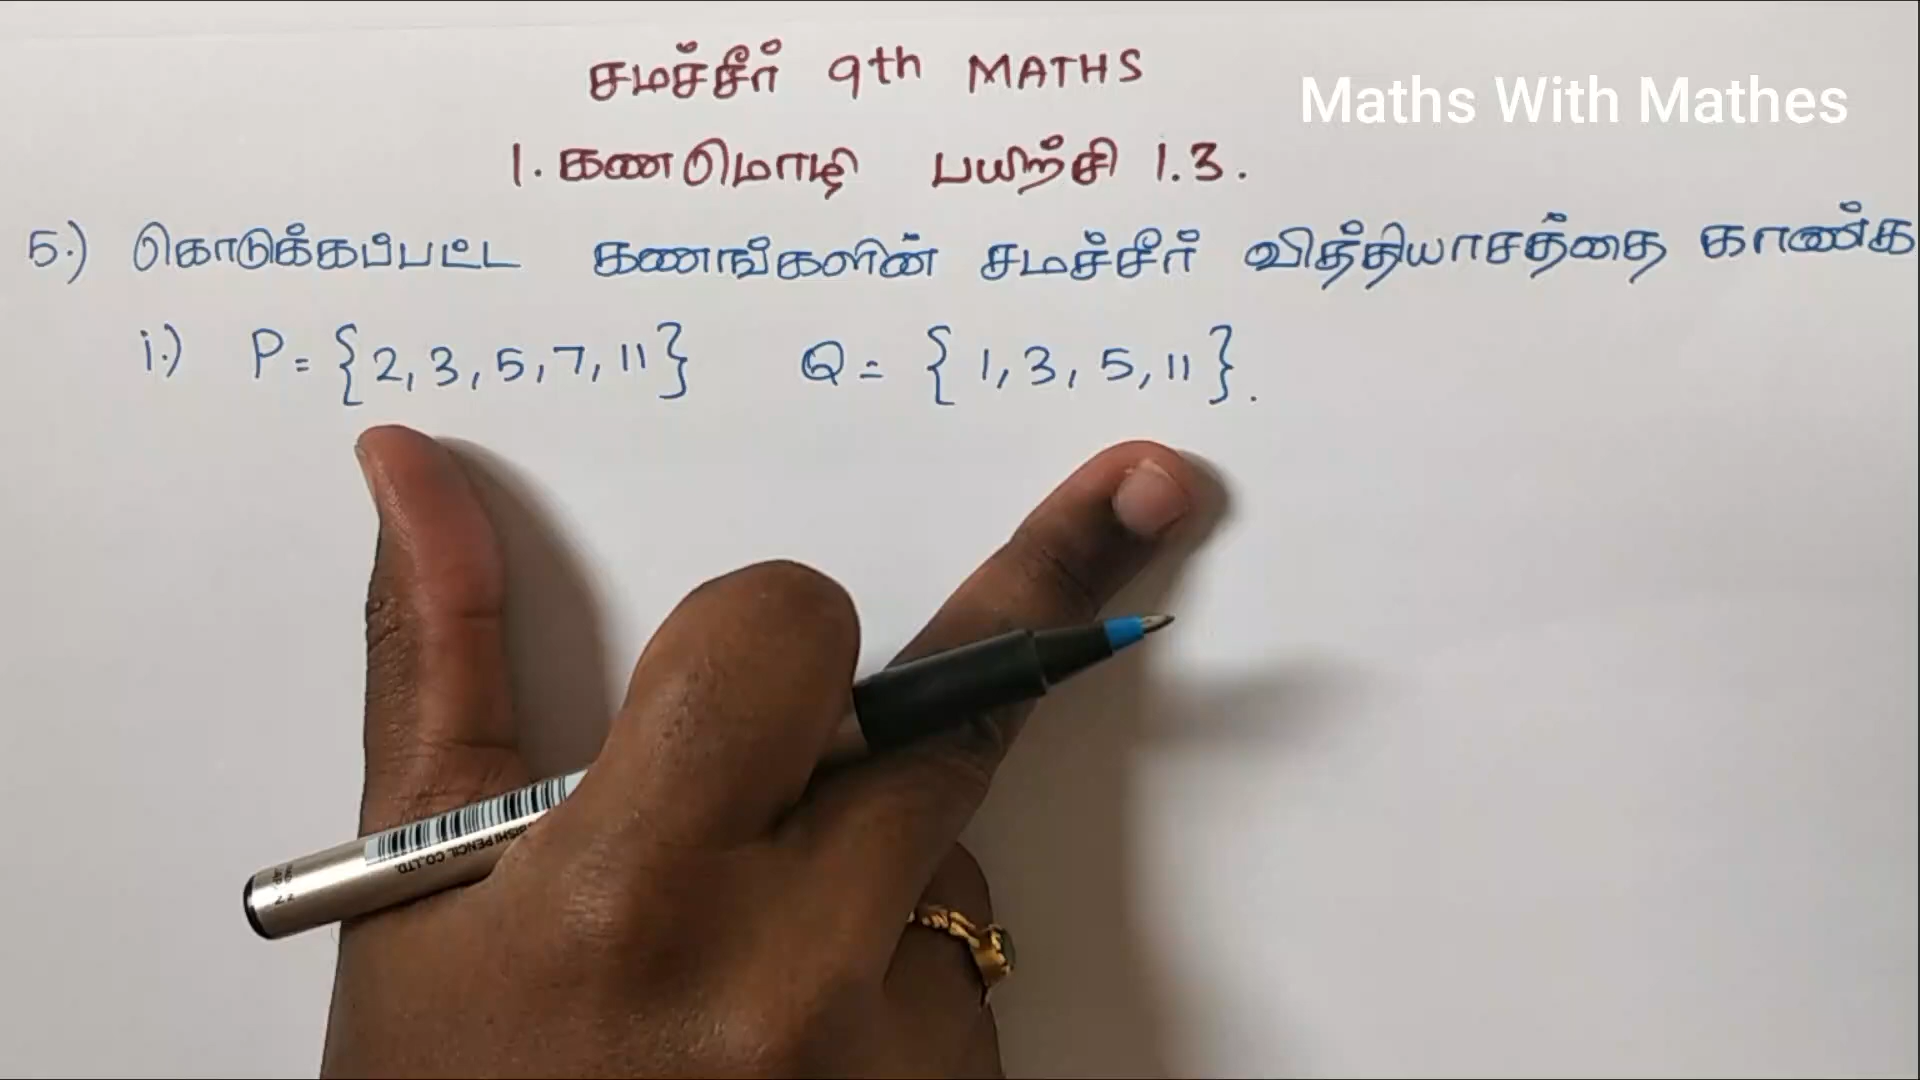 சமச்சீர் 9th MATHS
Maths With Mathes
1. கணமொழி பயிற்சி 1.3.
5.) கொடுக்கப்பட்ட கணங்களின் சமச்சீர் வித்தியாசத்தை காண்க
i.) P = {2, 3, 5, 7, 11} Q = {1, 3, 5, 11}.